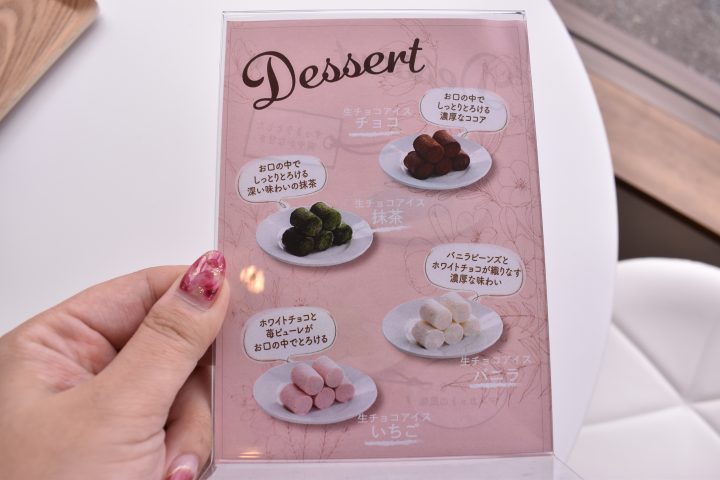 Dessert
生チョコアイス
チョコ
お口の中で
しっとりとろける
濃厚なココア
お口の中で
しっとりとろける
深い味わいの抹茶
生チョコアイス
抹茶
バニラビーンズと
ホワイトチョコが織りなす
濃厚な味わい
生チョコアイス
バニラ
ホワイトチョコと
苺ピューレが
お口の中でとろける
生チョコアイス
いちご